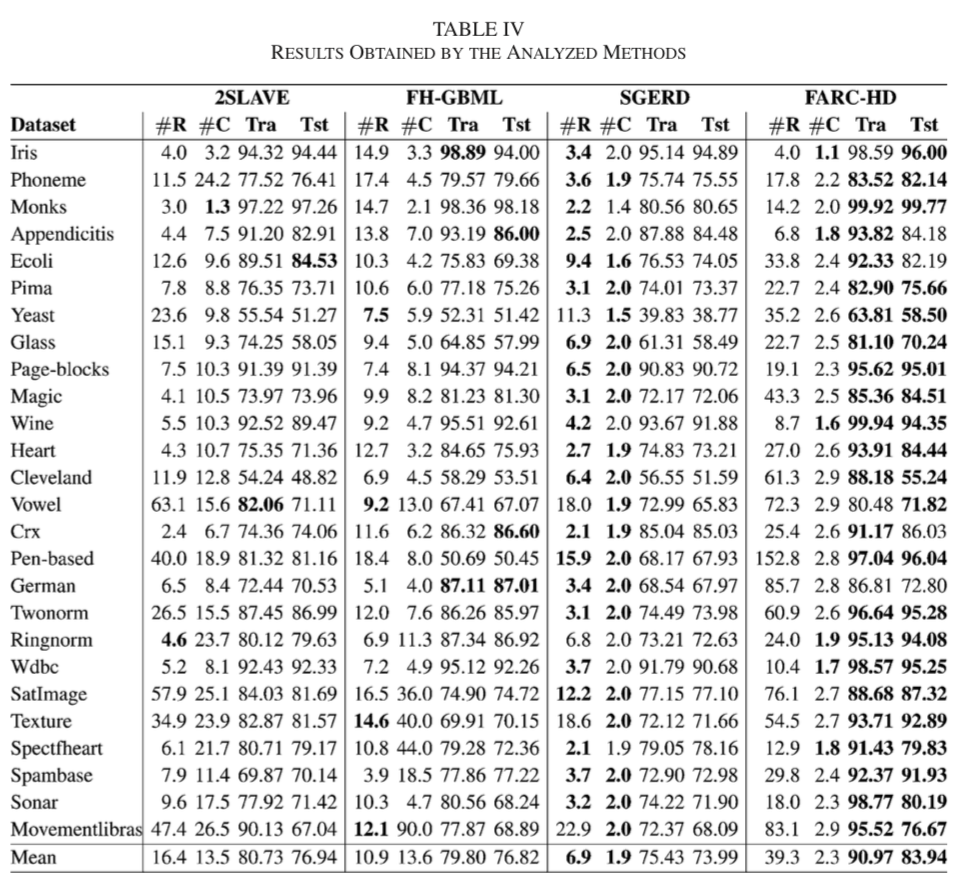 TABLE IV
RESULTS OBTAINED BY THE ANALYZED METHODS
2SLAVE FH-GBML SGERD FARC-HD
Dataset #R #C Tra Tst #R #C Tra Tst #R #C Tra Tst #R #C Tra Tst
Iris 4.0 3.2 94.32 94.44 14.9 3.3 98.89 94.00 3.4 2.0 95.14 94.89 4.0 1.1 98.59 96.00
Phoneme 11.5 24.2 77.52 76.41 17.4 4.5 79.57 79.66 3.6 1.9 75.74 75.55 17.8 2.2 83.52 82.14
Monks 3.0 1.3 97.22 97.26 14.7 2.1 98.36 98.18 2.2 1.4 80.56 80.65 14.2 2.0 99.92 99.77
Appendicitis 4.4 7.5 91.20 82.91 13.8 7.0 93.19 86.00 2.5 2.0 87.88 84.48 6.8 1.8 93.82 84.18
Ecoli 12.6 9.6 89.51 84.53 10.3 4.2 75.83 69.38 9.4 1.6 76.53 74.05 33.8 2.4 92.33 82.19
Pima 7.8 8.8 76.35 73.71 10.6 6.0 77.18 75.26 3.1 2.0 74.01 73.37 22.7 2.4 82.90 75.66
Yeast 23.6 9.8 55.54 51.27 7.5 5.9 52.31 51.42 11.3 1.5 39.83 38.77 35.2 2.6 63.81 58.50
Glass 15.1 9.3 74.25 58.05 9.4 5.0 64.85 57.99 6.9 2.0 61.31 58.49 22.7 2.5 81.10 70.24
Page-blocks 7.5 10.3 91.39 91.39 7.4 8.1 94.37 94.21 6.5 2.0 90.83 90.72 19.1 2.3 95.62 95.01
Magic 4.1 10.5 73.97 73.96 9.9 8.2 81.23 81.30 3.1 2.0 72.17 72.06 43.3 2.5 85.36 84.51
Wine 5.5 10.3 92.52 89.47 9.2 4.7 95.51 92.61 4.2 2.0 93.67 91.88 8.7 1.6 99.94 94.35
Heart 4.3 10.7 75.35 71.36 12.7 3.2 84.65 75.93 2.7 1.9 74.83 73.21 27.0 2.6 93.91 84.44
Cleveland 11.9 12.8 54.24 48.82 6.9 4.5 58.29 53.51 6.4 2.0 56.55 51.59 61.3 2.9 88.18 55.24
Vowel 63.1 15.6 82.06 71.11 9.2 13.0 67.41 67.07 18.0 1.9 72.99 65.83 72.3 2.9 80.48 71.82
Crx 2.4 6.7 74.36 74.06 11.6 6.2 86.32 86.60 2.1 1.9 85.04 85.03 25.4 2.6 91.17 86.03
Pen-based 40.0 18.9 81.32 81.16 18.4 8.0 50.69 50.45 15.9 2.0 68.17 67.93 152.8 2.8 97.04 96.04
German 6.5 8.4 72.44 70.53 5.1 4.0 87.11 87.01 3.4 2.0 68.54 67.97 85.7 2.8 86.81 72.80
Twonorm 26.5 15.5 87.45 86.99 12.0 7.6 86.26 85.97 3.1 2.0 74.49 73.98 60.9 2.6 96.64 95.28
Ringnorm 4.6 23.7 80.12 79.63 6.9 11.3 87.34 86.92 6.8 2.0 73.21 72.63 24.0 1.9 95.13 94.08
Wdbc 5.2 8.1 92.43 92.33 7.2 4.9 95.12 92.26 3.7 2.0 91.79 90.68 10.4 1.7 98.57 95.25
SatImage 57.9 25.1 84.03 81.69 16.5 36.0 74.90 74.72 12.2 2.0 77.15 77.10 76.1 2.7 88.68 87.32
Texture 34.9 23.9 82.87 81.57 14.6 40.0 69.91 70.15 18.6 2.0 72.12 71.66 54.5 2.7 93.71 92.89
Spectfheart 6.1 21.7 80.71 79.17 10.8 44.0 79.28 72.36 2.1 1.9 79.05 78.16 12.9 1.8 91.43 79.83
Spambase 7.9 11.4 69.87 70.14 3.9 18.5 77.86 77.22 3.7 2.0 72.90 72.98 29.8 2.4 92.37 91.93
Sonar 9.6 17.5 77.92 71.42 10.3 4.7 80.56 68.24 3.2 2.0 74.22 71.90 18.0 2.3 98.77 80.19
Movementlibras 47.4 26.5 90.13 67.04 12.1 90.0 77.87 68.89 22.9 2.0 72.37 68.09 83.1 2.9 95.52 76.67
Mean 16.4 13.5 80.73 76.94 10.9 13.6 79.80 76.82 6.9 1.9 75.43 73.99 39.3 2.3 90.97 83.94